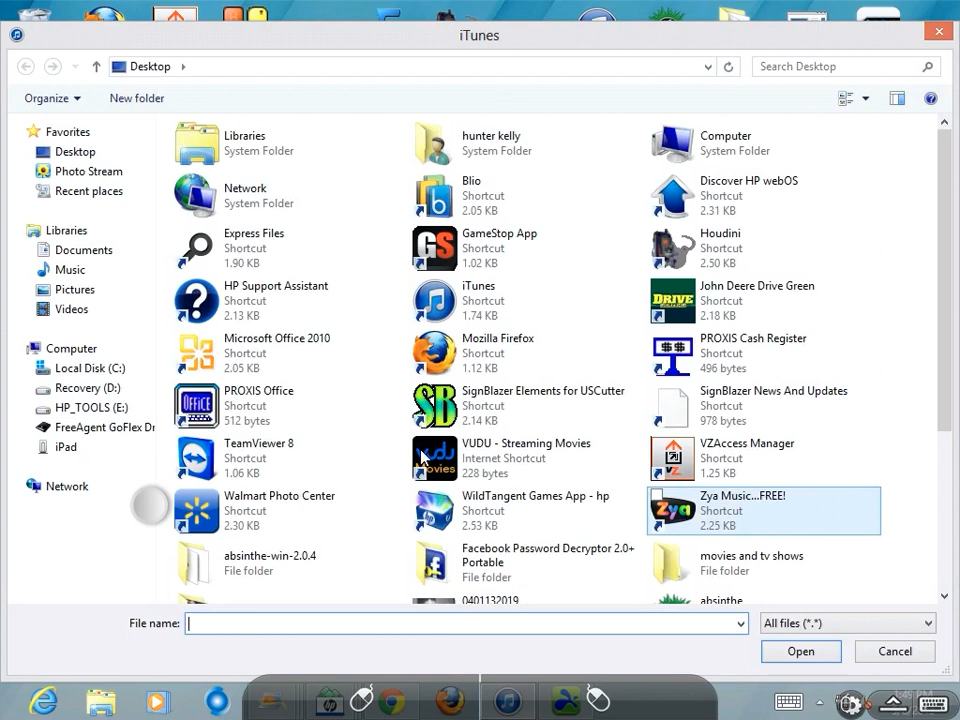 iTunes
Desktop
Search Desktop
Organize
New folder
Favorites
Desktop
Photo Stream
Recent places
Libraries
Documents
Music
Pictures
Videos
Computer
Local Disk (C:)
Recovery (D:)
HP_TOOLS (E:)
FreeAgent GoFlex Dr
iPad
Network
Libraries
System Folder
hunter kelly
System Folder
Computer
System Folder
Network
System Folder
Blio
Shortcut
2.05 KB
Discover HP webOS
Shortcut
2.31 KB
Express Files
Shortcut
1.90 KB
GameStop App
Shortcut
1.02 KB
Houdini
Shortcut
2.50 KB
HP Support Assistant
Shortcut
2.13 KB
iTunes
Shortcut
1.74 KB
John Deere Drive Green
Shortcut
2.18 KB
Microsoft Office 2010
Shortcut
2.05 KB
Mozilla Firefox
Shortcut
1.12 KB
PROXIS Cash Register
Shortcut
496 bytes
PROXIS Office
Shortcut
512 bytes
SignBlazer Elements for USCutter
Shortcut
2.14 KB
SignBlazer News And Updates
Shortcut
978 bytes
TeamViewer 8
Shortcut
1.06 KB
VUDU - Streaming Movies
Internet Shortcut
228 bytes
VZAccess Manager
Shortcut
1.25 KB
Walmart Photo Center
Shortcut
2.30 KB
WildTangent Games App - hp
Shortcut
2.53 KB
Zya Music...FREE!
Shortcut
2.25 KB
absinthe-win-2.0.4
File folder
Facebook Password Decryptor 2.0+
Portable
File folder
movies and tv shows
File folder
0401132019
absinthe
GS
DRIVE
$$
OFFICE
SB
vudu
Movies
vz
Zya
File name:
All files (*.*)
Open
Cancel